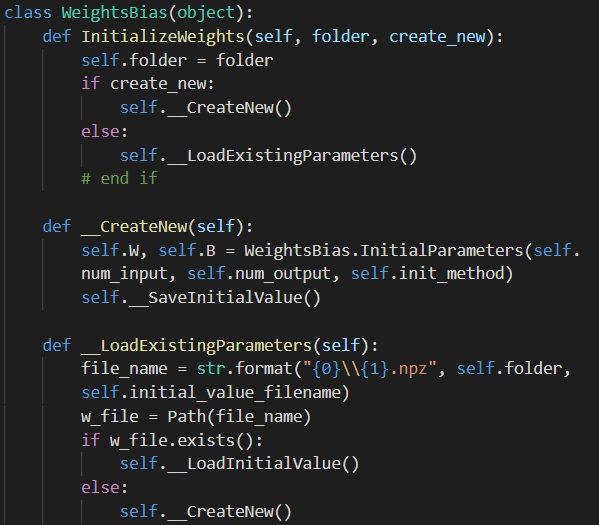 class WeightsBias(object):
    def InitializeWeights(self, folder, create_new):
        self.folder = folder
        if create_new:
            self.__CreateNew()
        else:
            self.__LoadExistingParameters()
        # end if

    def __CreateNew(self):
        self.W, self.B = WeightsBias.InitialParameters(self.
        num_input, self.num_output, self.init_method)
        self.__SaveInitialValue()

    def __LoadExistingParameters(self):
        file_name = str.format("{0}\\{1}.npz", self.folder,
        self.initial_value_filename)
        w_file = Path(file_name)
        if w_file.exists():
            self.__LoadInitialValue()
        else:
            self.__CreateNew()